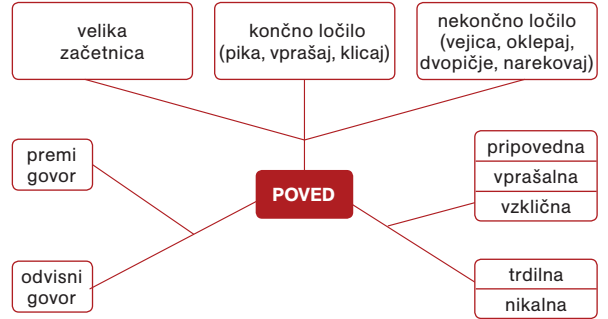 velika
začetnica
končno ločilo
(pika, vprašaj, klicaj)
nekončno ločilo
(vejica, oklepaj,
dvopičje, narekovaj)
premi
govor
POVED
pripovedna
vprašalna
vzklična
odvisni
govor
trdilna
nikalna